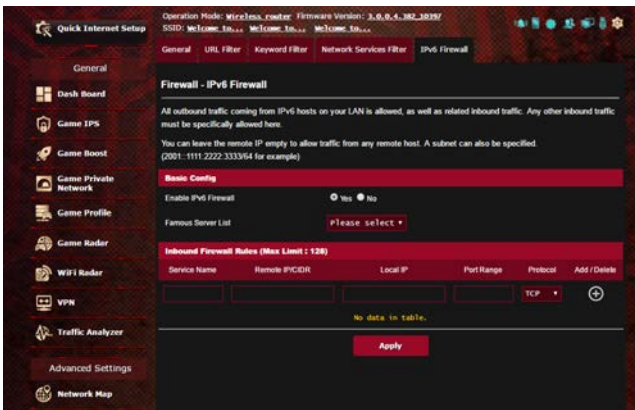 Quick Internet Setup
Operation Mode: Wireless router Firmware Version: 3.0.0.4.382_10397
SSID: Welcome to... Welcome to... Welcome to...
General URL Filter Keyword Filter Network Services Filter IPv6 Firewall
General
Dash Board
Game IPS
Game Boost
Game Private
Network
Game Profile
Game Radar
WiFi Radar
VPN
Traffic Analyzer
Advanced Settings
Network Map
Firewall - IPv6 Firewall
All outbound traffic coming from IPv6 hosts on your LAN is allowed, as well as related inbound traffic. Any other inbound traffic
must be specifically allowed here.
You can leave the remote IP empty to allow traffic from any remote host. A subnet can also be specified.
(2001::1111:2222:3333/64 for example)
Basic Config
Enable IPv6 Firewall Yes No
Famous Server List Please select
Inbound Firewall Rules (Max Limit : 128)
Service Name Remote IP/CIDR Local IP Port Range Protocol Add / Delete
TCP
No data in table.
Apply